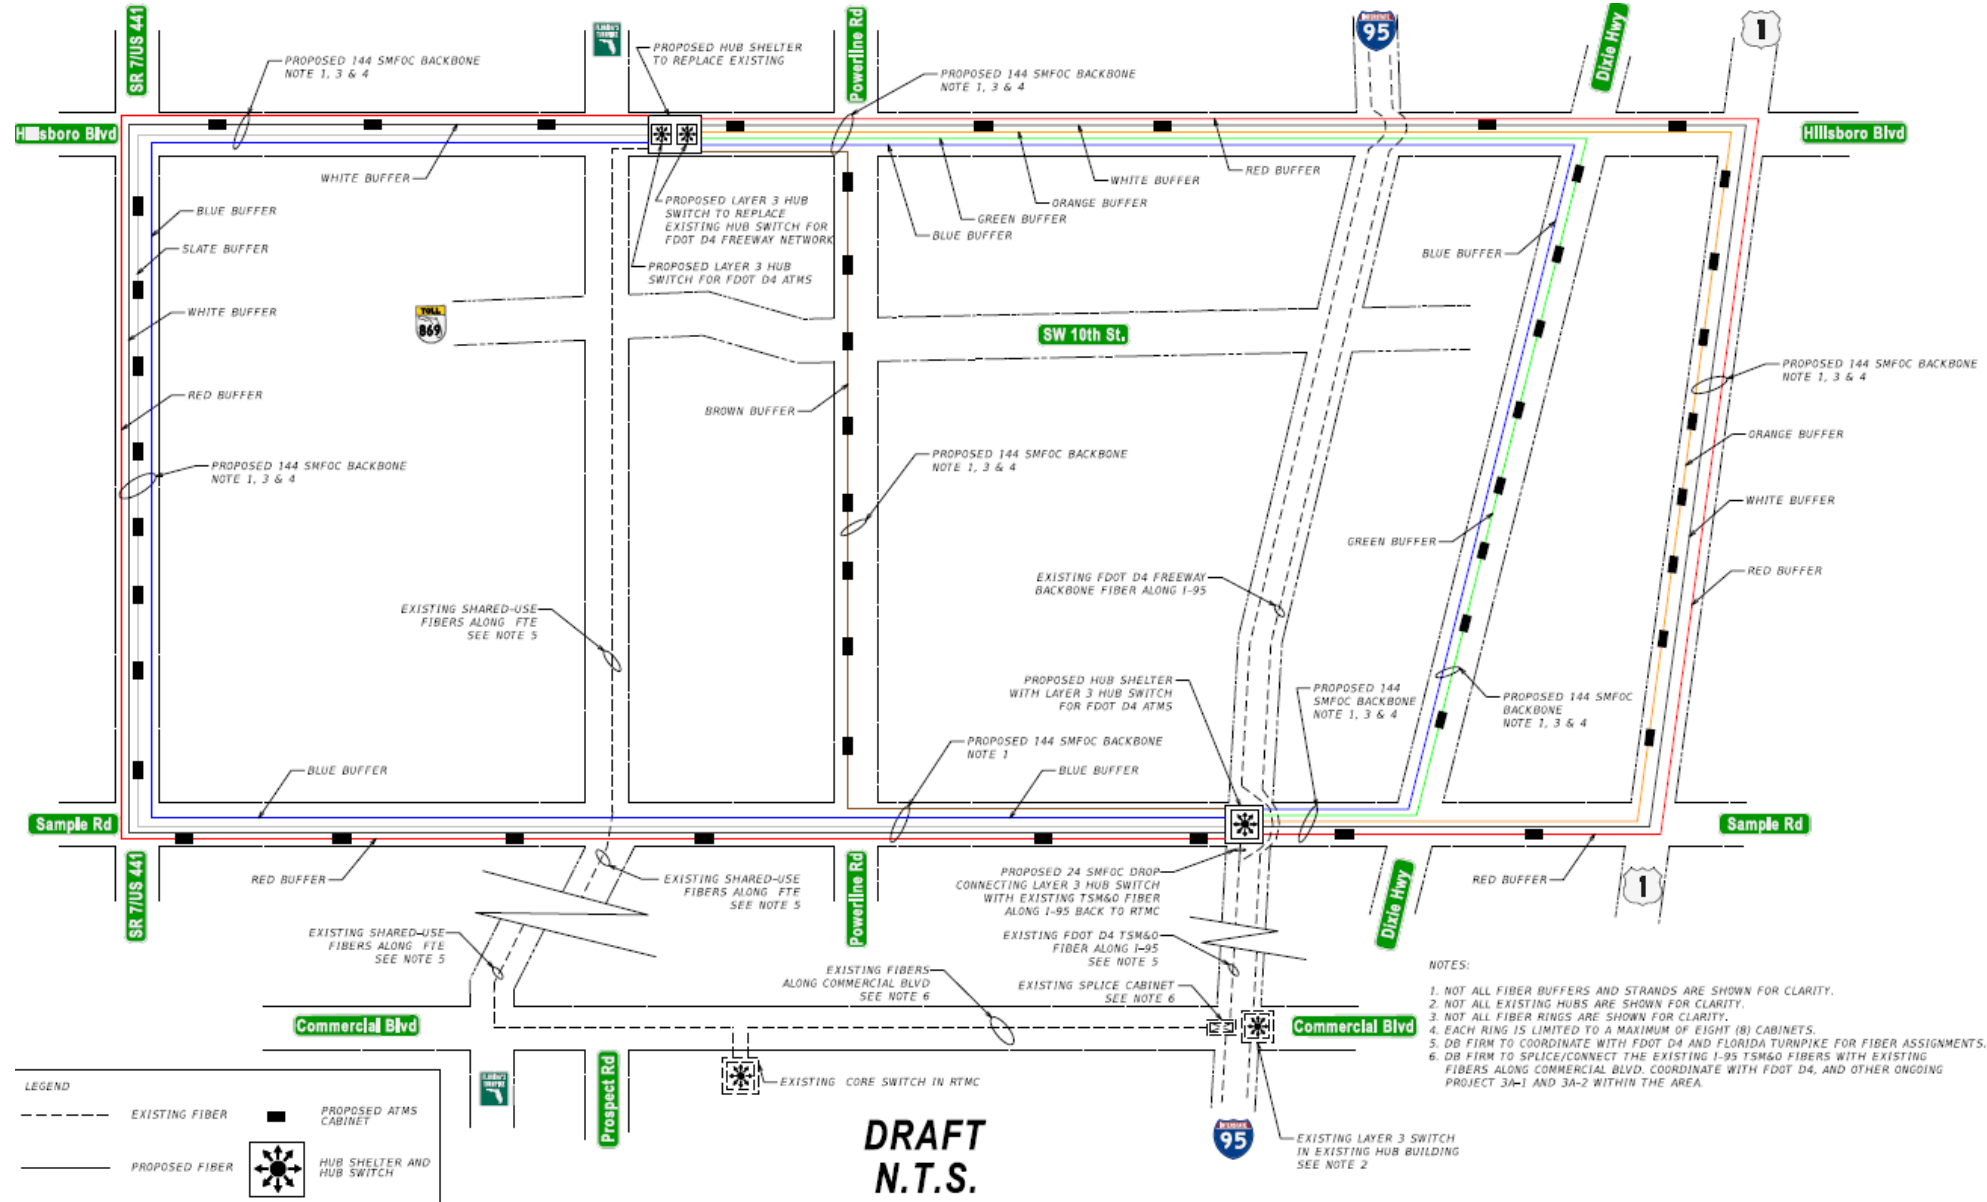 SR 7/US 441
FLORIDA'S
TURNPIKE
Powerline Rd
INTERSTATE
95
Dixie Hwy
1
PROPOSED 144 SMFOC BACKBONE
NOTE 1, 3 & 4
PROPOSED HUB SHELTER
TO REPLACE EXISTING
PROPOSED 144 SMFOC BACKBONE
NOTE 1, 3 & 4
Hillsboro Blvd
Hillsboro Blvd
WHITE BUFFER
RED BUFFER
WHITE BUFFER
ORANGE BUFFER
GREEN BUFFER
BLUE BUFFER
PROPOSED LAYER 3 HUB
SWITCH TO REPLACE
EXISTING HUB SWITCH FOR
FDOT D4 FREEWAY NETWORK
PROPOSED LAYER 3 HUB
SWITCH FOR FDOT D4 ATMS
BLUE BUFFER
SLATE BUFFER
WHITE BUFFER
RED BUFFER
BLUE BUFFER
TOLL
869
SW 10th St.
PROPOSED 144 SMFOC BACKBONE
NOTE 1, 3 & 4
BROWN BUFFER
ORANGE BUFFER
PROPOSED 144 SMFOC BACKBONE
NOTE 1, 3 & 4
PROPOSED 144 SMFOC BACKBONE
NOTE 1, 3 & 4
WHITE BUFFER
GREEN BUFFER
RED BUFFER
EXISTING SHARED-USE
FIBERS ALONG FTE
SEE NOTE 5
EXISTING FDOT D4 FREEWAY
BACKBONE FIBER ALONG I-95
PROPOSED HUB SHELTER
WITH LAYER 3 HUB SWITCH
FOR FDOT D4 ATMS
PROPOSED 144
SMFOC BACKBONE
NOTE 1, 3 & 4
PROPOSED 144 SMFOC
BACKBONE
NOTE 1, 3 & 4
PROPOSED 144 SMFOC BACKBONE
NOTE 1
BLUE BUFFER
BLUE BUFFER
Sample Rd
Sample Rd
SR 7/US 441
RED BUFFER
EXISTING SHARED-USE
FIBERS ALONG FTE
SEE NOTE 5
Powerline Rd
PROPOSED 24 SMFOC DROP
CONNECTING LAYER 3 HUB SWITCH
WITH EXISTING TSM&O FIBER
ALONG I-95 BACK TO RTMC
Dixie Hwy
RED BUFFER
1
EXISTING SHARED-USE
FIBERS ALONG FTE
SEE NOTE 5
EXISTING FDOT D4 TSM&O
FIBER ALONG I-95
SEE NOTE 5
EXISTING FIBERS
ALONG COMMERCIAL BLVD
SEE NOTE 6
EXISTING SPLICE CABINET
SEE NOTE 6
Commercial Blvd
Commercial Blvd
EXISTING CORE SWITCH IN RTMC
FLORIDA'S
TURNPIKE
Prospect Rd
INTERSTATE
95
EXISTING LAYER 3 SWITCH
IN EXISTING HUB BUILDING
SEE NOTE 2
NOTES:
1. NOT ALL FIBER BUFFERS AND STRANDS ARE SHOWN FOR CLARITY.
2. NOT ALL EXISTING HUBS ARE SHOWN FOR CLARITY.
3. NOT ALL FIBER RINGS ARE SHOWN FOR CLARITY.
4. EACH RING IS LIMITED TO A MAXIMUM OF EIGHT (8) CABINETS.
5. DB FIRM TO COORDINATE WITH FDOT D4 AND FLORIDA TURNPIKE FOR FIBER ASSIGNMENTS.
6. DB FIRM TO SPLICE/CONNECT THE EXISTING I-95 TSM&O FIBERS WITH EXISTING
FIBERS ALONG COMMERCIAL BLVD. COORDINATE WITH FDOT D4, AND OTHER ONGOING
PROJECT 3A-1 AND 3A-2 WITHIN THE AREA.
LEGEND
EXISTING FIBER
PROPOSED ATMS
CABINET
PROPOSED FIBER
HUB SHELTER AND
HUB SWITCH
DRAFT
N.T.S.